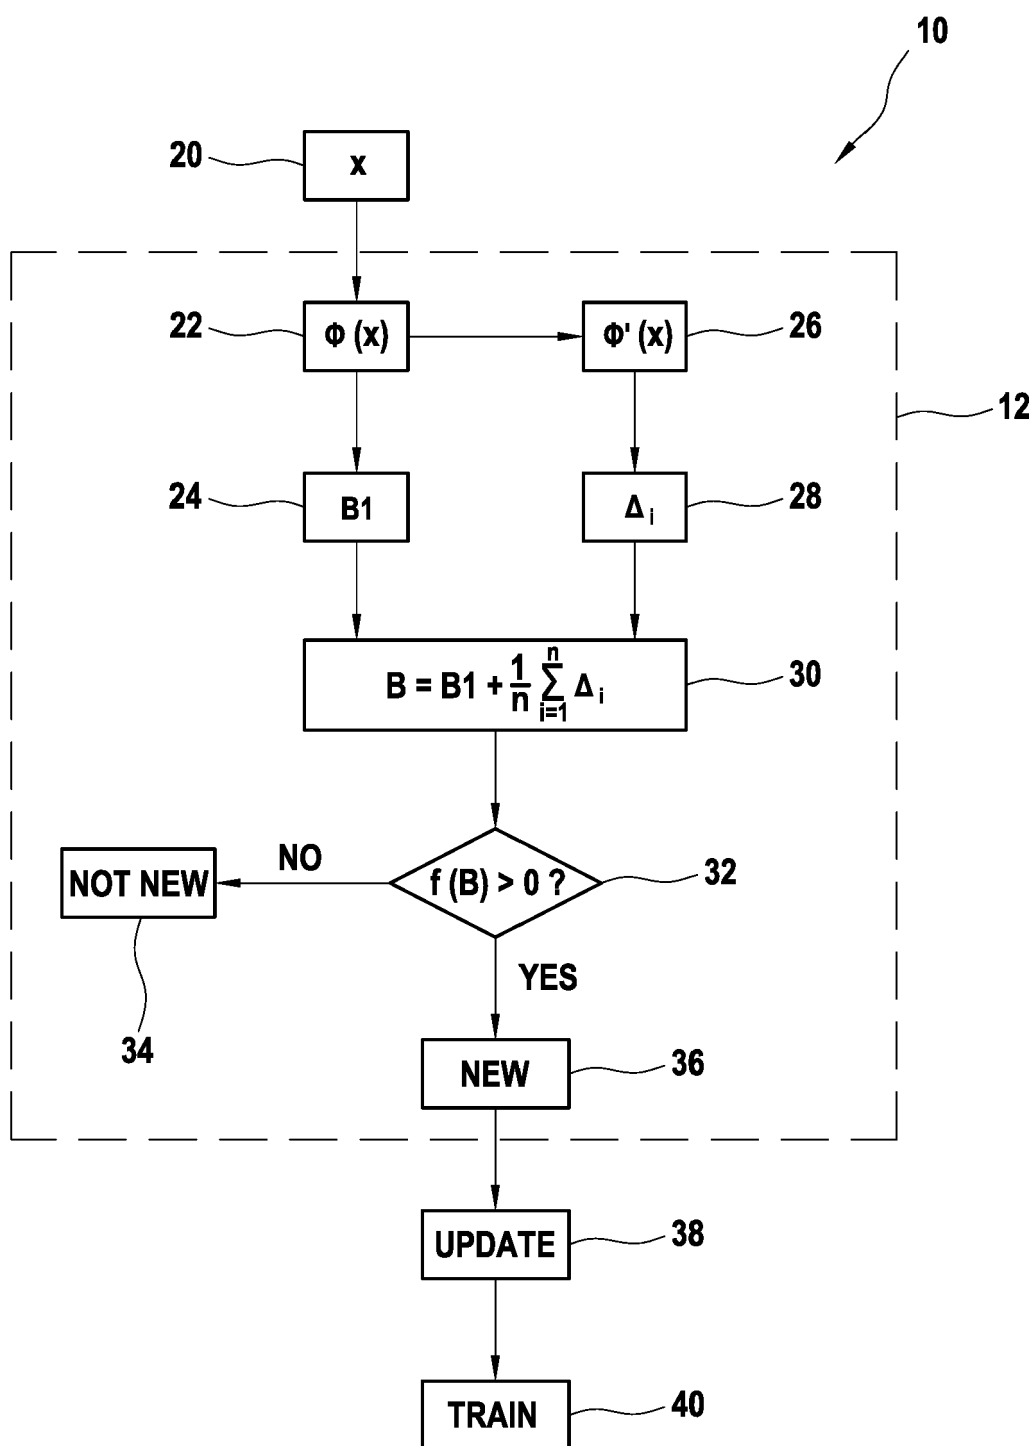 10
20
x
22
Φ (x)
Φ' (x)
26
12
24
B1
Δ i
28
B = B1 + 1/n n∑i=1 Δ i
30
NO
NOT NEW
f (B) > 0 ?
32
YES
34
NEW
36
UPDATE
38
TRAIN
40